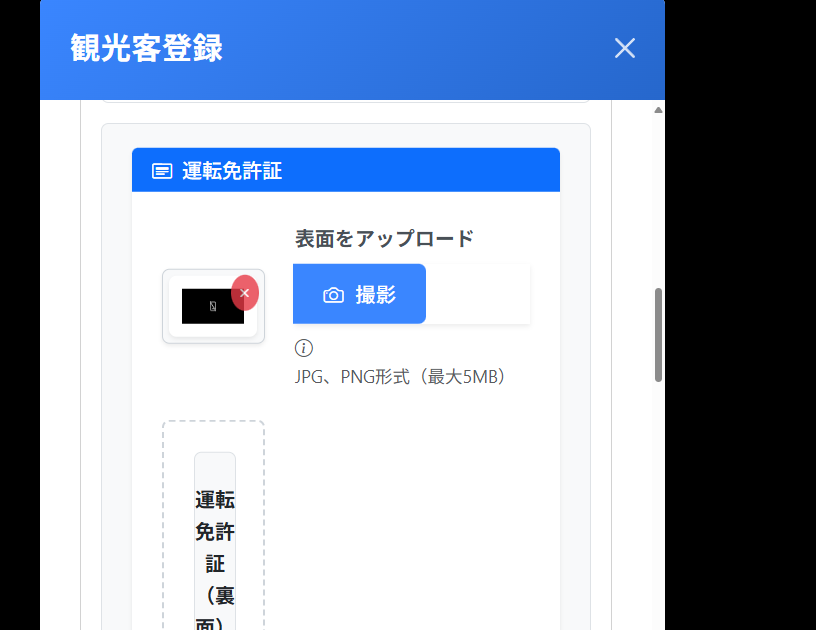 観光客登録
運転免許証
表面をアップロード
撮影
JPG、PNG形式（最大5MB）
運転
免許
証
（裏
面）